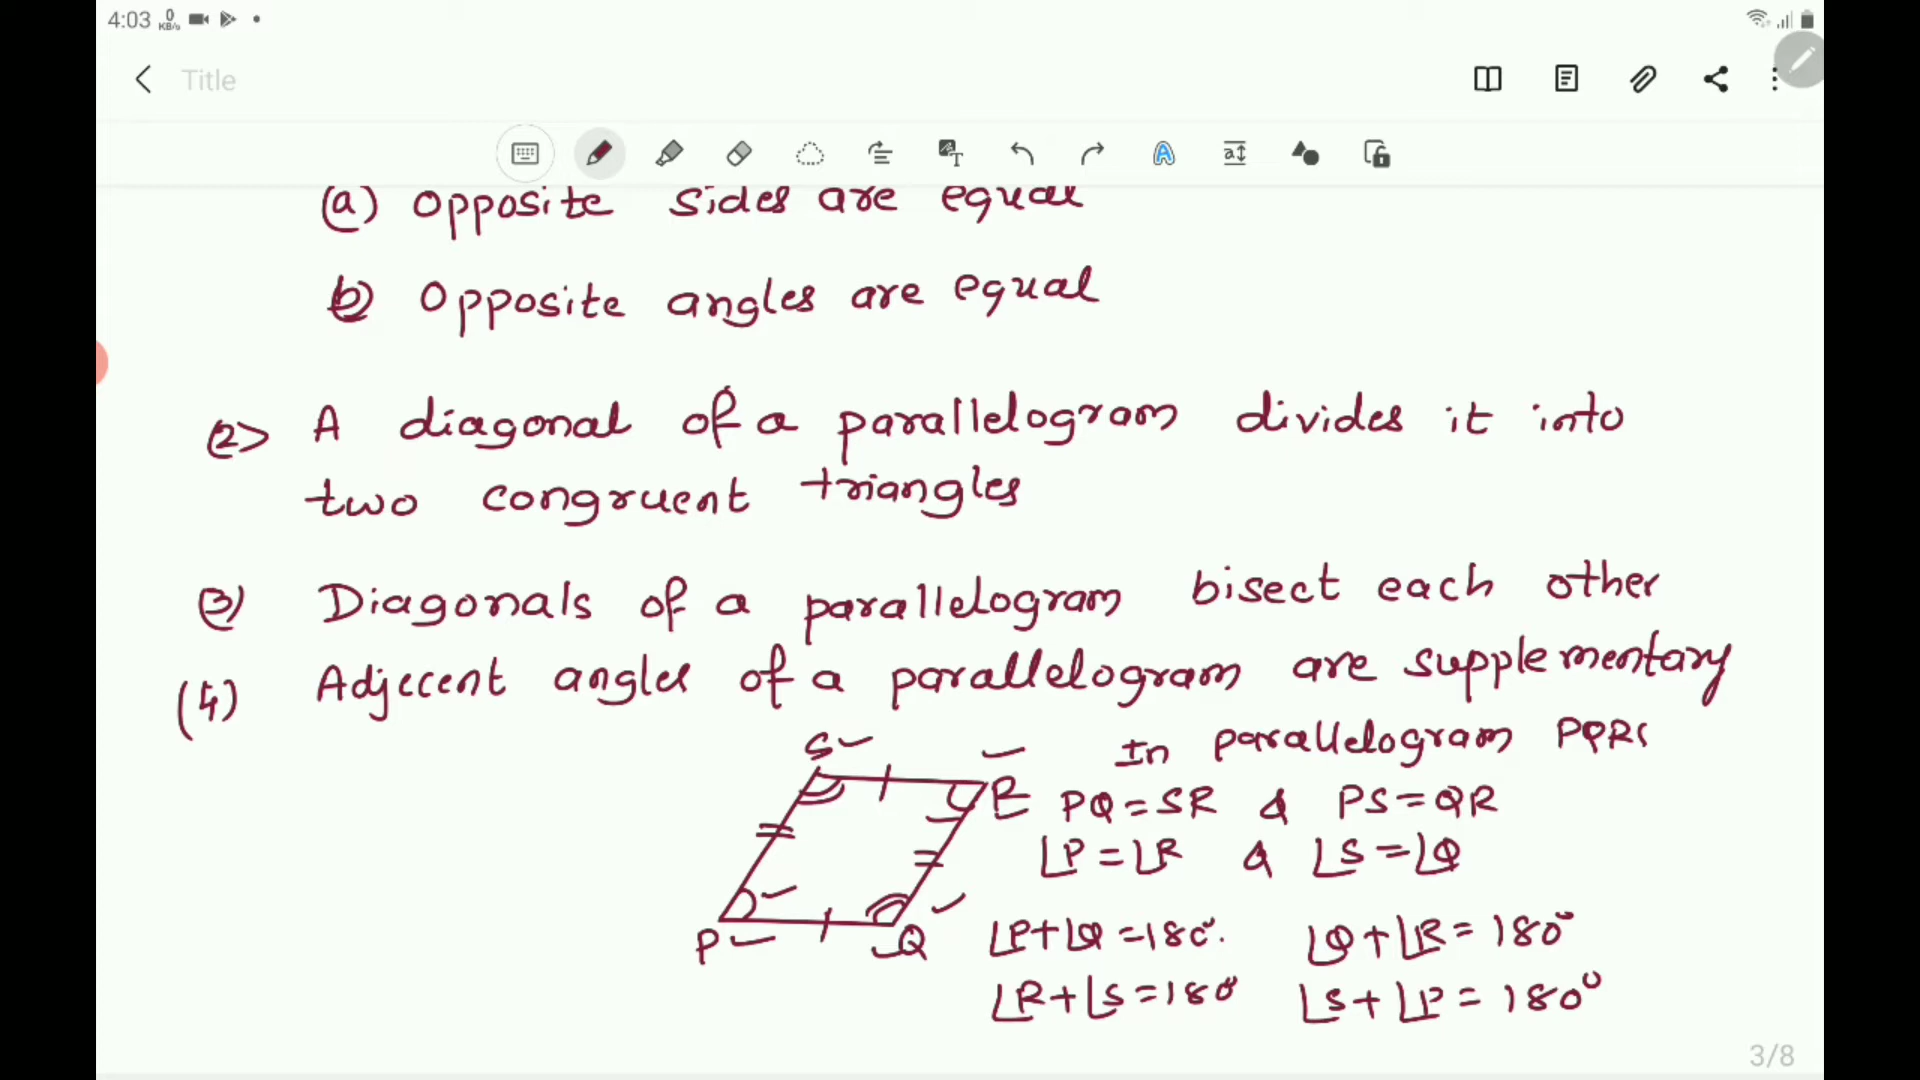 4:03 0 KB/s
Title
(a) Opposite sides are equal
(b) Opposite angles are equal
(2) A diagonal of a parallelogram divides it into
two congruent triangles
(3) Diagonals of a parallelogram bisect each other
(4) Adjecent angles of a parallelogram are supplementary
S R In parallelogram PQRS
PQ = SR & PS = QR
∠P = ∠R & ∠S = ∠Q
P Q ∠P + ∠Q = 180°. ∠Q + ∠R = 180°
∠R + ∠S = 180° ∠S + ∠P = 180°
3/8